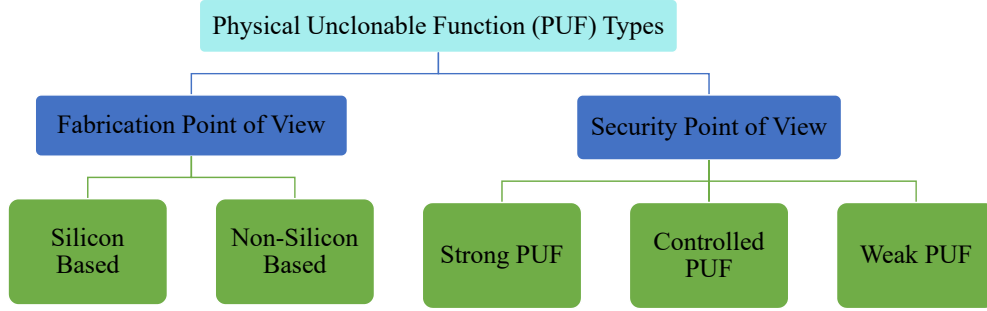 Physical Unclonable Function (PUF) Types
Fabrication Point of View
Security Point of View
Silicon
Based
Non-Silicon
Based
Strong PUF
Controlled
PUF
Weak PUF